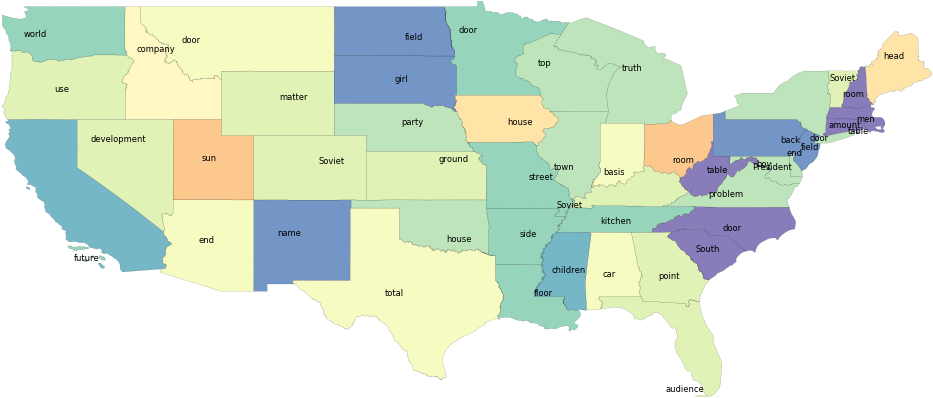 world
company
door
field
door
head
girl
top
truth
Soviet
use
matter
room
party
house
men
amount
table
development
back
door
field
end
sun
Soviet
ground
room
town
street
basis
table
President
problem
Soviet
kitchen
name
end
house
side
door
South
future
children
car
point
total
floor
audience